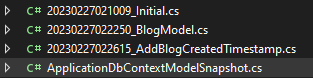 C# 20230227021009_Initial.cs
C# 20230227022250_BlogModel.cs
C# 20230227022615_AddBlogCreatedTimestamp.cs
C# ApplicationDbContextModelSnapshot.cs